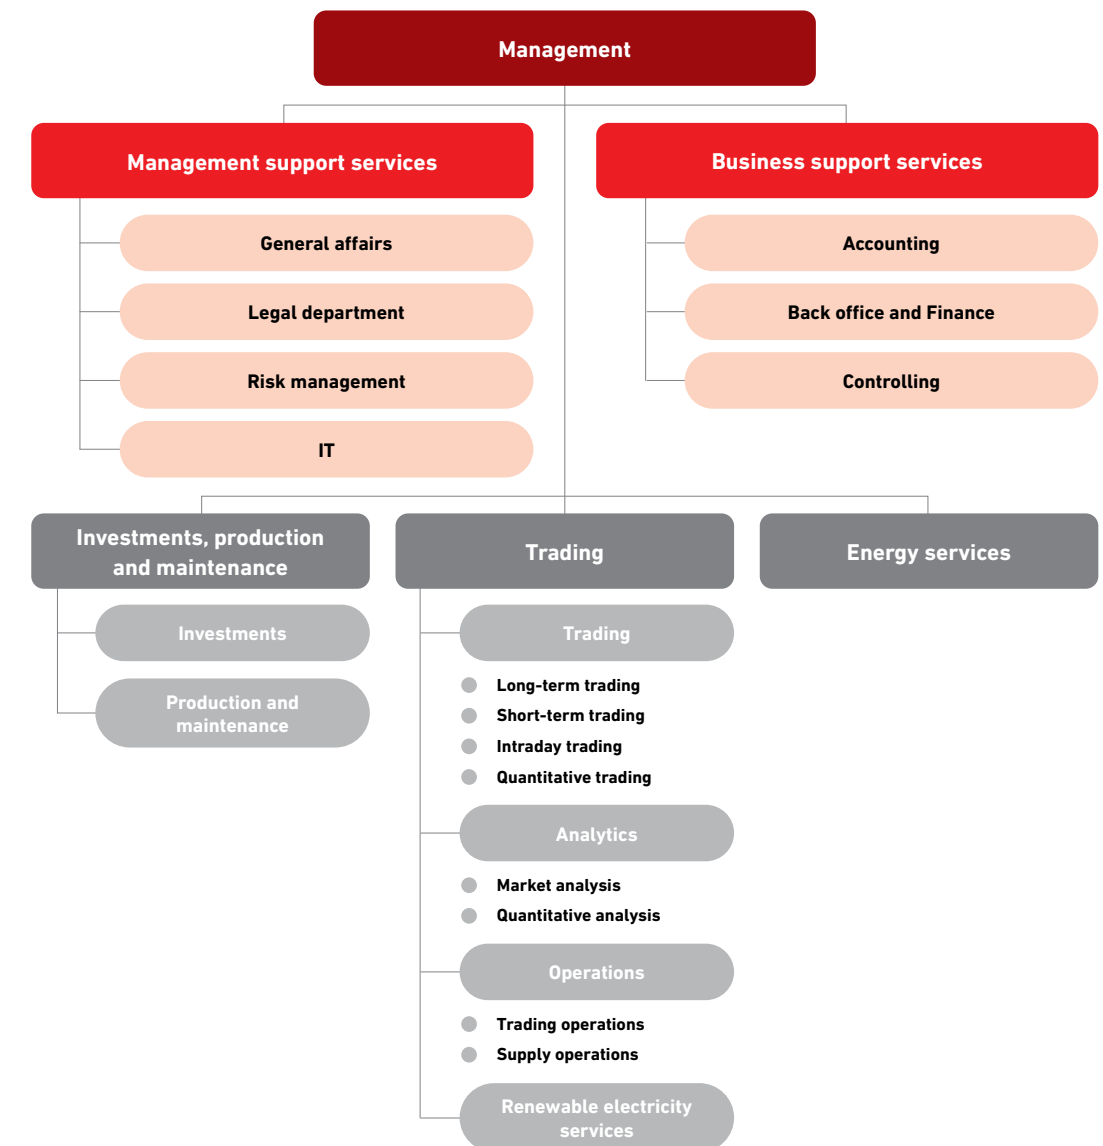 Management
Management support services
General affairs
Legal department
Risk management
IT
Business support services
Accounting
Back office and Finance
Controlling
Investments, production
and maintenance
Investments
Production and
maintenance
Trading
Trading
Long-term trading
Short-term trading
Intraday trading
Quantitative trading
Analytics
Market analysis
Quantitative analysis
Operations
Trading operations
Supply operations
Renewable electricity
services
Energy services